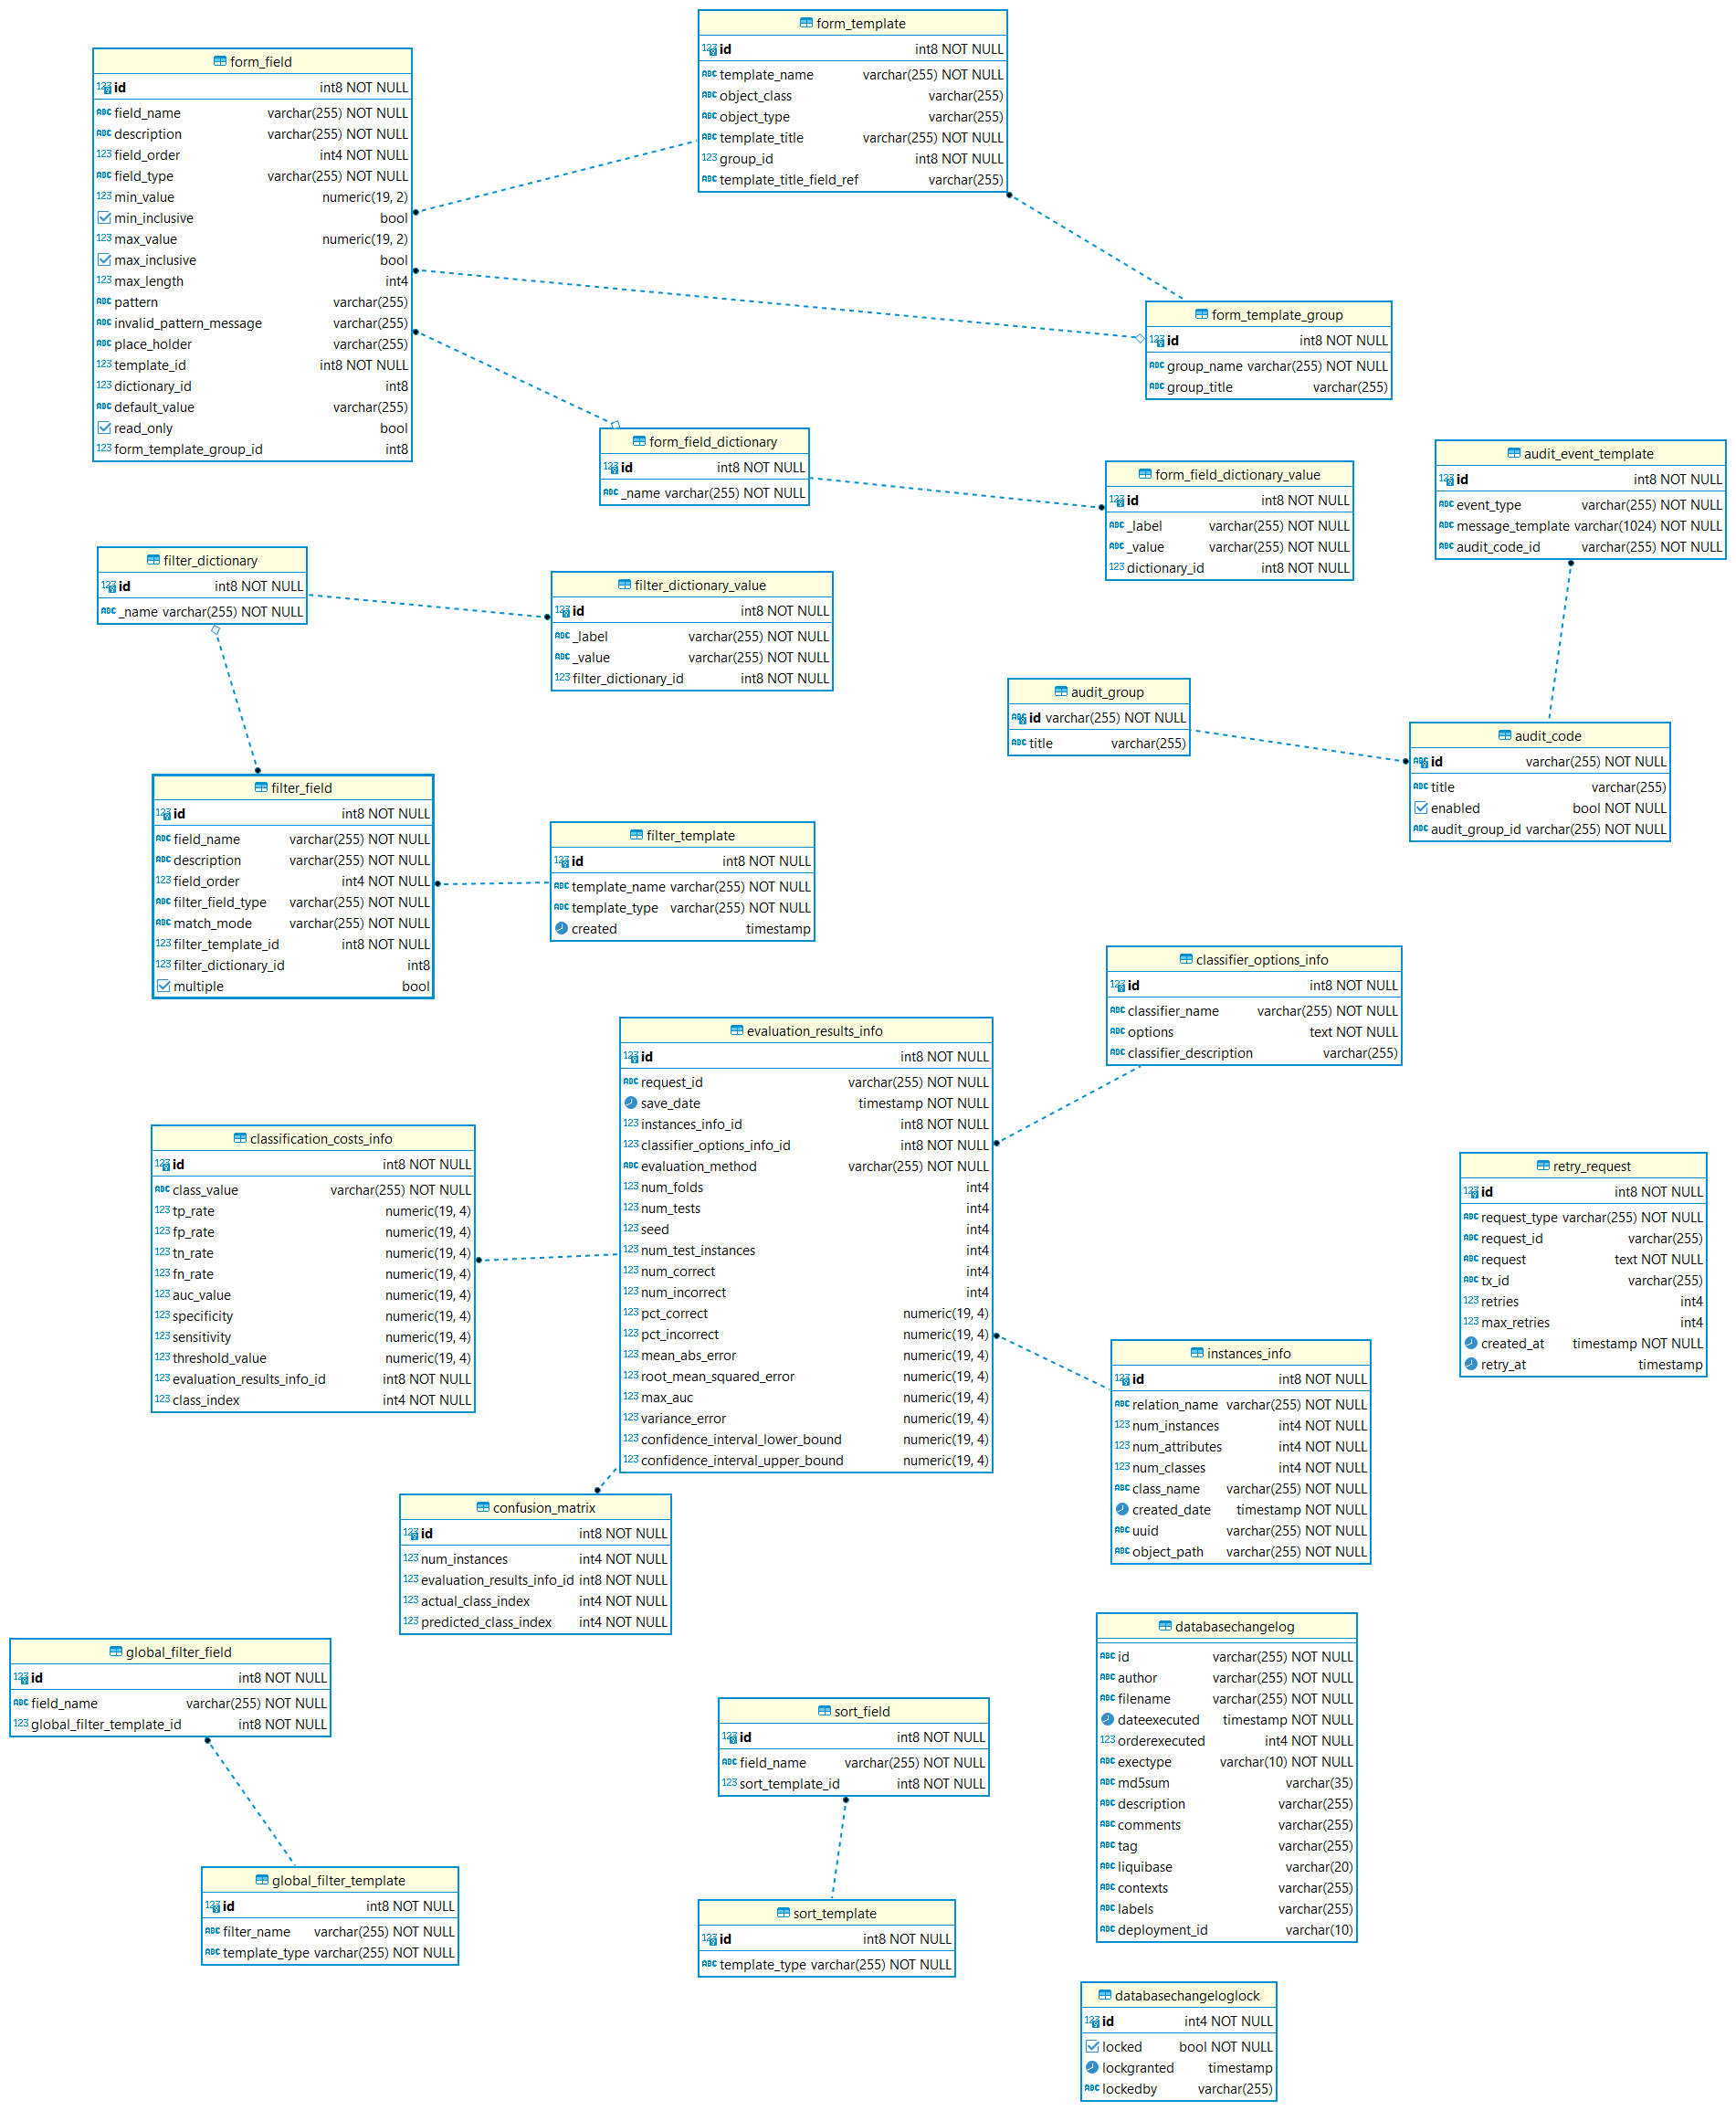 form_template
id int8 NOT NULL
template_name varchar(255) NOT NULL
object_class varchar(255)
object_type varchar(255)
template_title varchar(255) NOT NULL
group_id int8 NOT NULL
template_title_field_ref varchar(255)
form_field
id int8 NOT NULL
field_name varchar(255) NOT NULL
description varchar(255) NOT NULL
field_order int4 NOT NULL
field_type varchar(255) NOT NULL
min_value numeric(19, 2)
min_inclusive bool
max_value numeric(19, 2)
max_inclusive bool
max_length int4
pattern varchar(255)
invalid_pattern_message varchar(255)
place_holder varchar(255)
template_id int8 NOT NULL
dictionary_id int8
default_value varchar(255)
read_only bool
form_template_group_id int8
form_template_group
id int8 NOT NULL
group_name varchar(255) NOT NULL
group_title varchar(255)
form_field_dictionary
id int8 NOT NULL
_name varchar(255) NOT NULL
form_field_dictionary_value
id int8 NOT NULL
_label varchar(255) NOT NULL
_value varchar(255) NOT NULL
dictionary_id int8 NOT NULL
audit_event_template
id int8 NOT NULL
event_type varchar(255) NOT NULL
message_template varchar(1024) NOT NULL
audit_code_id varchar(255) NOT NULL
filter_dictionary
id int8 NOT NULL
_name varchar(255) NOT NULL
filter_dictionary_value
id int8 NOT NULL
_label varchar(255) NOT NULL
_value varchar(255) NOT NULL
filter_dictionary_id int8 NOT NULL
audit_group
id varchar(255) NOT NULL
title varchar(255)
audit_code
id varchar(255) NOT NULL
title varchar(255)
enabled bool NOT NULL
audit_group_id varchar(255) NOT NULL
filter_field
id int8 NOT NULL
field_name varchar(255) NOT NULL
description varchar(255) NOT NULL
field_order int4 NOT NULL
filter_field_type varchar(255) NOT NULL
match_mode varchar(255) NOT NULL
filter_template_id int8 NOT NULL
filter_dictionary_id int8
multiple bool
filter_template
id int8 NOT NULL
template_name varchar(255) NOT NULL
template_type varchar(255) NOT NULL
created timestamp
classifier_options_info
id int8 NOT NULL
classifier_name varchar(255) NOT NULL
options text NOT NULL
classifier_description varchar(255)
evaluation_results_info
id int8 NOT NULL
request_id varchar(255) NOT NULL
save_date timestamp NOT NULL
instances_info_id int8 NOT NULL
classifier_options_info_id int8 NOT NULL
evaluation_method varchar(255) NOT NULL
num_folds int4
num_tests int4
seed int4
num_test_instances int4
num_correct int4
num_incorrect int4
pct_correct numeric(19, 4)
pct_incorrect numeric(19, 4)
mean_abs_error numeric(19, 4)
root_mean_squared_error numeric(19, 4)
max_auc numeric(19, 4)
variance_error numeric(19, 4)
confidence_interval_lower_bound numeric(19, 4)
confidence_interval_upper_bound numeric(19, 4)
classification_costs_info
id int8 NOT NULL
class_value varchar(255) NOT NULL
tp_rate numeric(19, 4)
fp_rate numeric(19, 4)
tn_rate numeric(19, 4)
fn_rate numeric(19, 4)
auc_value numeric(19, 4)
specificity numeric(19, 4)
sensitivity numeric(19, 4)
threshold_value numeric(19, 4)
evaluation_results_info_id int8 NOT NULL
class_index int4 NOT NULL
retry_request
id int8 NOT NULL
request_type varchar(255) NOT NULL
request_id varchar(255)
request text NOT NULL
tx_id varchar(255)
retries int4
max_retries int4
created_at timestamp NOT NULL
retry_at timestamp
instances_info
id int8 NOT NULL
relation_name varchar(255) NOT NULL
num_instances int4 NOT NULL
num_attributes int4 NOT NULL
num_classes int4 NOT NULL
class_name varchar(255) NOT NULL
created_date timestamp NOT NULL
uuid varchar(255) NOT NULL
object_path varchar(255) NOT NULL
confusion_matrix
id int8 NOT NULL
num_instances int4 NOT NULL
evaluation_results_info_id int8 NOT NULL
actual_class_index int4 NOT NULL
predicted_class_index int4 NOT NULL
databasechangelog
id varchar(255) NOT NULL
author varchar(255) NOT NULL
filename varchar(255) NOT NULL
dateexecuted timestamp NOT NULL
orderexecuted int4 NOT NULL
exectype varchar(10) NOT NULL
md5sum varchar(35)
description varchar(255)
comments varchar(255)
tag varchar(255)
liquibase varchar(20)
contexts varchar(255)
labels varchar(255)
deployment_id varchar(10)
global_filter_field
id int8 NOT NULL
field_name varchar(255) NOT NULL
global_filter_template_id int8 NOT NULL
sort_field
id int8 NOT NULL
field_name varchar(255) NOT NULL
sort_template_id int8 NOT NULL
global_filter_template
id int8 NOT NULL
filter_name varchar(255) NOT NULL
template_type varchar(255) NOT NULL
sort_template
id int8 NOT NULL
template_type varchar(255) NOT NULL
databasechangeloglock
id int4 NOT NULL
locked bool NOT NULL
lockgranted timestamp
lockedby varchar(255)